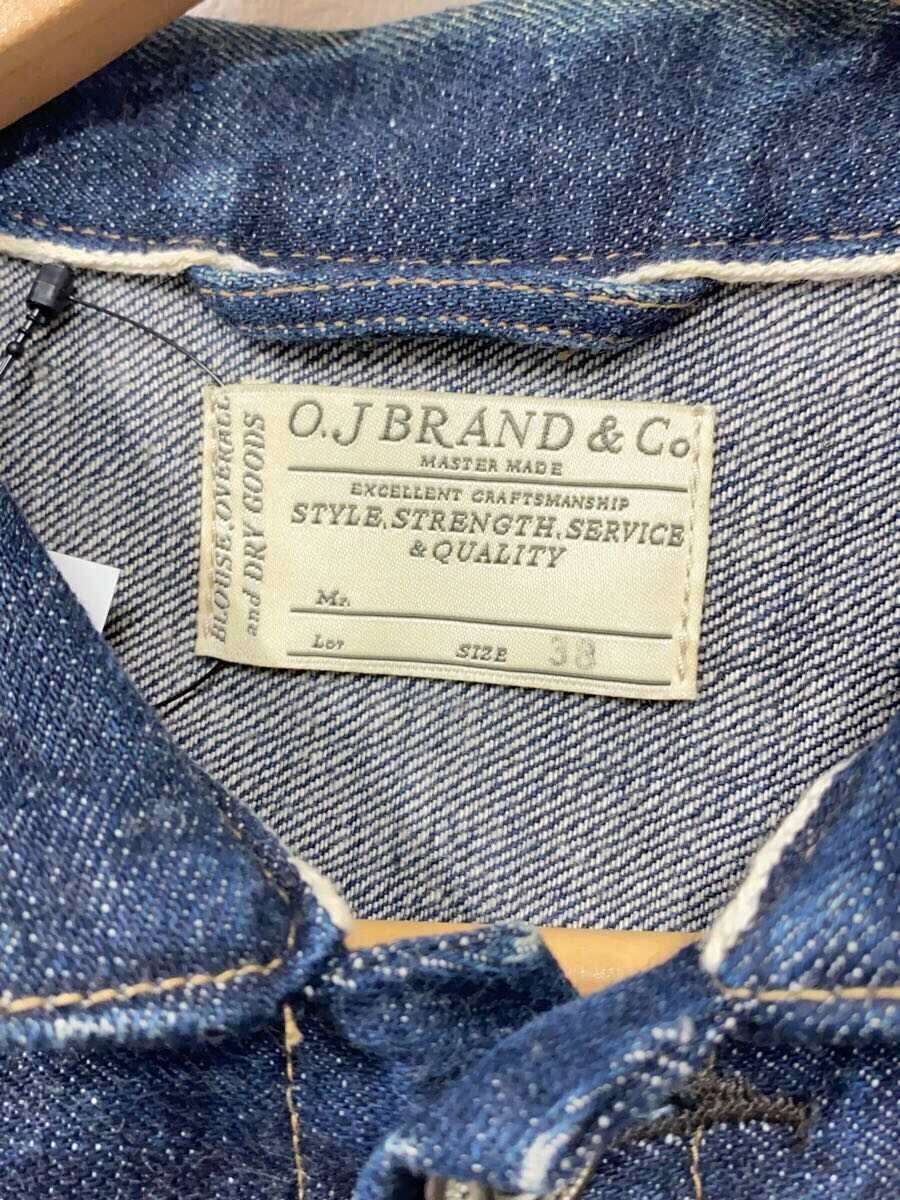 O.J BRAND & Co
MASTER MADE
EXCELLENT CRAFTSMANSHIP
STYLE, STRENGTH, SERVICE
& QUALITY
Mr.
Lot SIZE 38
BLOUSE, OVERALL
and DRY GOODS